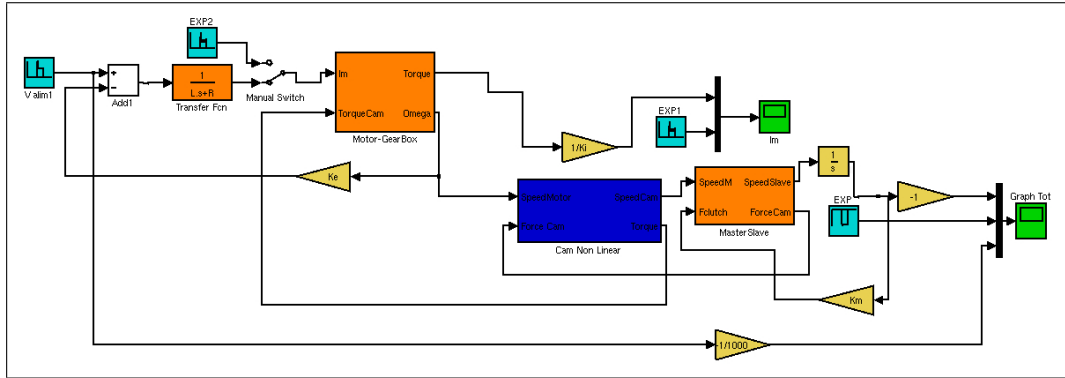 EXP2
Valim1
+
−
Add1
1
L.s+R
Transfer Fcn
Manual Switch
Im
Torque
TorqueCam
Omega
Motor-GearBox
EXP1
Im
1/Ki
Ke
SpeedMotor
SpeedCam
Force Cam
Torque
Cam Non Linear
SpeedM
SpeedSlave
Fclutch
ForceCam
MasterSlave
1
s
-1
EXP
Graph Tot
Km
-1/1000